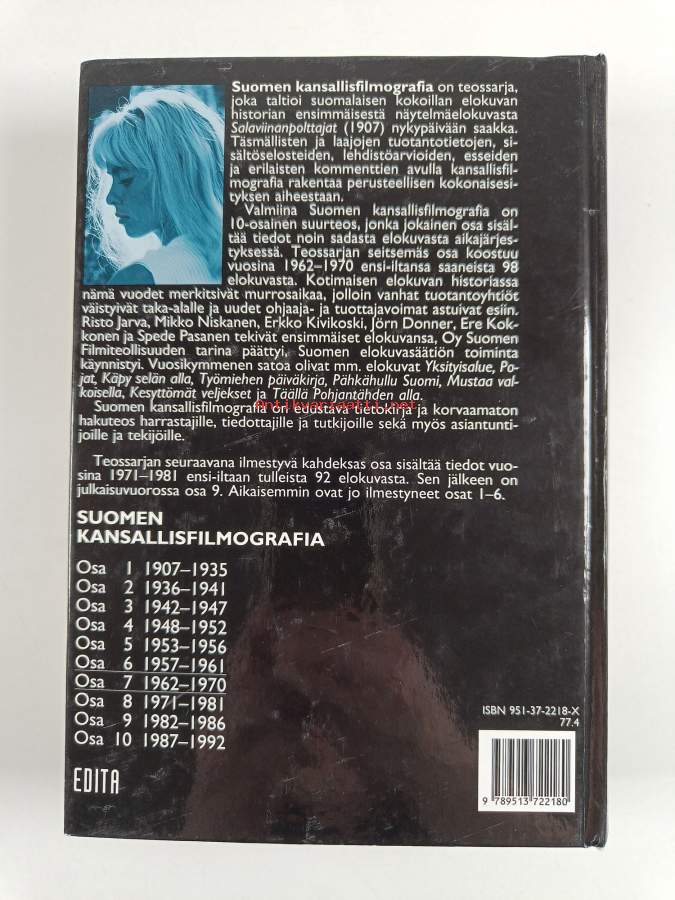 Suomen kansallisfilmografia on teossarja,
joka taltioi suomalaisen kokoillan elokuvan
historian ensimmäisestä näytelmäelokuvasta
Salaviinanpolttajat (1907) nykypäivään saakka.
Täsmällisten ja laajojen tuotantotietojen, si-
sältöselosteiden, lehdistöarvioiden, esseiden
ja erilaisten kommenttien avulla kansallisfil-
mografia rakentaa perusteellisen kokonaisesi-
tyksen aiheestaan.
Valmiina Suomen kansallisfilmografia on
10-osainen suurteos, jonka jokainen osa sisäl-
tää tiedot noin sadasta elokuvasta aikajärjes-
tyksessä. Teossarjan seitsemäs osa koostuu
vuosina 1962–1970 ensi-iltansa saaneista 98
elokuvasta. Kotimaisen elokuvan historiassa
nämä vuodet merkitsivät murrosaikaa, jolloin vanhat tuotantoyhtiöt
väistyivät taka-alalle ja uudet ohjaaja- ja tuottajavoimat astuivat esiin.
Risto Jarva, Mikko Niskanen, Erkko Kivikoski, Jörn Donner, Ere Kok-
konen ja Spede Pasanen tekivät ensimmäiset elokuvansa, Oy Suomen
Filmiteollisuuden tarina päättyi, Suomen elokuvasäätiön toiminta
käynnistyi. Vuosikymmenen satoa olivat mm. elokuvat Yksityisalue, Po-
jat, Käpy selän alla, Työmiehen päiväkirja, Pähkähullu Suomi, Mustaa val-
koisella, Kesyttömät veljekset ja Täällä Pohjantähden alla.
Antikvariaatti.net
Suomen kansallisfilmografia on edustava tietokirja ja korvaamaton
hakuteos harrastajille, tiedottajille ja tutkijoille sekä myös asiantunti-
joille ja tekijöille.
Teossarjan seuraavana ilmestyvä kahdeksas osa sisältää tiedot vuo-
sina 1971–1981 ensi-iltaan tulleista 92 elokuvasta. Sen jälkeen on
julkaisuvuorossa osa 9. Aikaisemmin ovat jo ilmestyneet osat 1–6.
SUOMEN
KANSALLISFILMOGRAFIA
Osa 1 1907–1935
Osa 2 1936–1941
Osa 3 1942–1947
Osa 4 1948–1952
Osa 5 1953–1956
Osa 6 1957–1961
Osa 7 1962–1970
Osa 8 1971–1981
Osa 9 1982–1986
Osa 10 1987–1992
EDITA
ISBN 951-37-2218-X
77.4
9 789513 722180